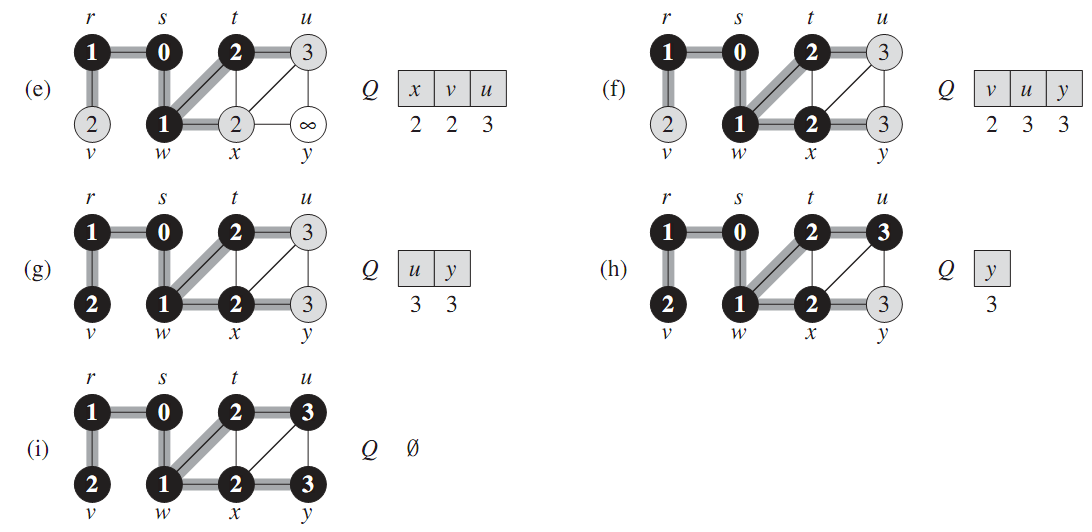 r s t u r s t u
1 0 2 3 1 0 2 3
(e) Q x v u (f) Q v u y
2 1 2 ∞ 2 2 3 2 1 2 3 2 3 3
v w x y v w x y
r s t u r s t u
1 0 2 3 1 0 2 3
(g) Q u y (h) Q y
2 1 2 3 3 3 2 1 2 3 3
v w x y v w x y
r s t u
1 0 2 3
(i) Q ∅
2 1 2 3
v w x y